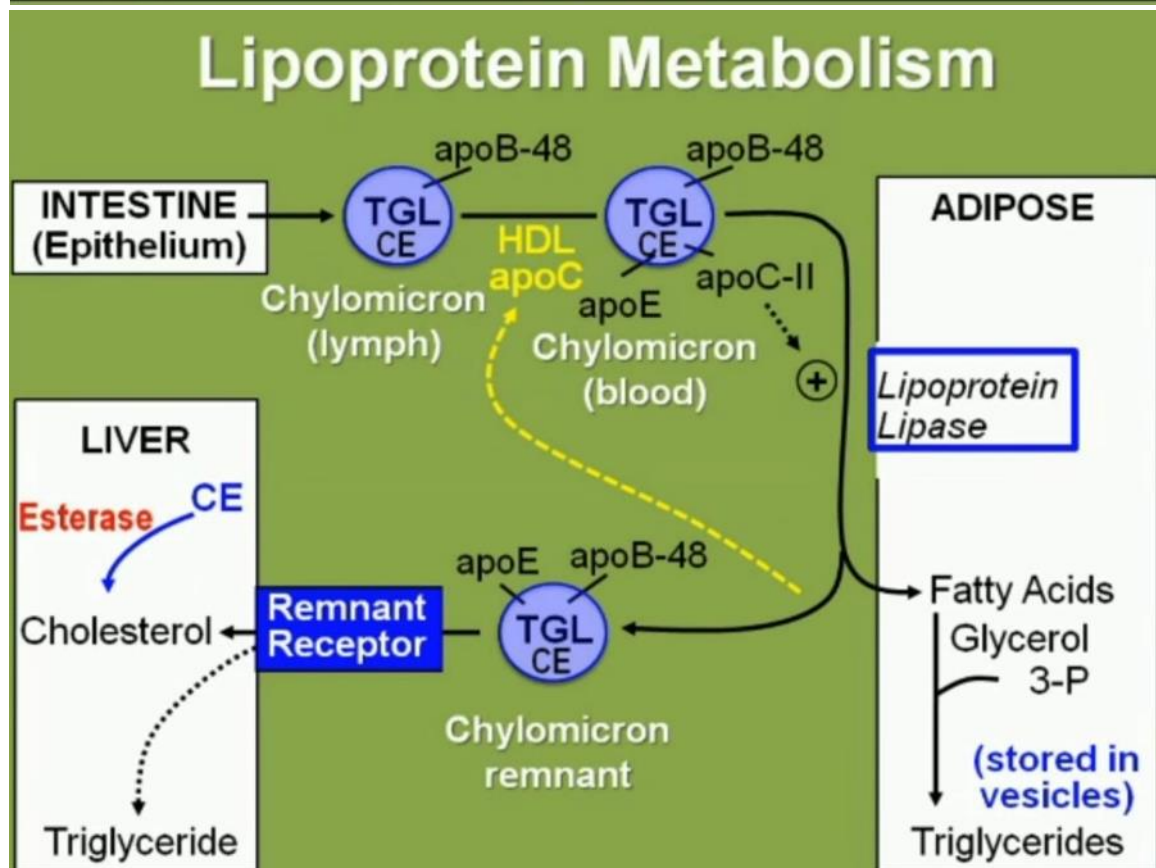 Lipoprotein Metabolism
INTESTINE
(Epithelium)
apoB-48
TGL
CE
Chylomicron
(lymph)
HDL
apoC
apoB-48
TGL
CE
apoC-II
apoE
Chylomicron
(blood)
+
ADIPOSE
Lipoprotein
Lipase
Fatty Acids
Glycerol
3-P
(stored in
vesicles)
Triglycerides
LIVER
CE
Esterase
Cholesterol
Triglyceride
Remnant
Receptor
apoE
apoB-48
TGL
CE
Chylomicron
remnant